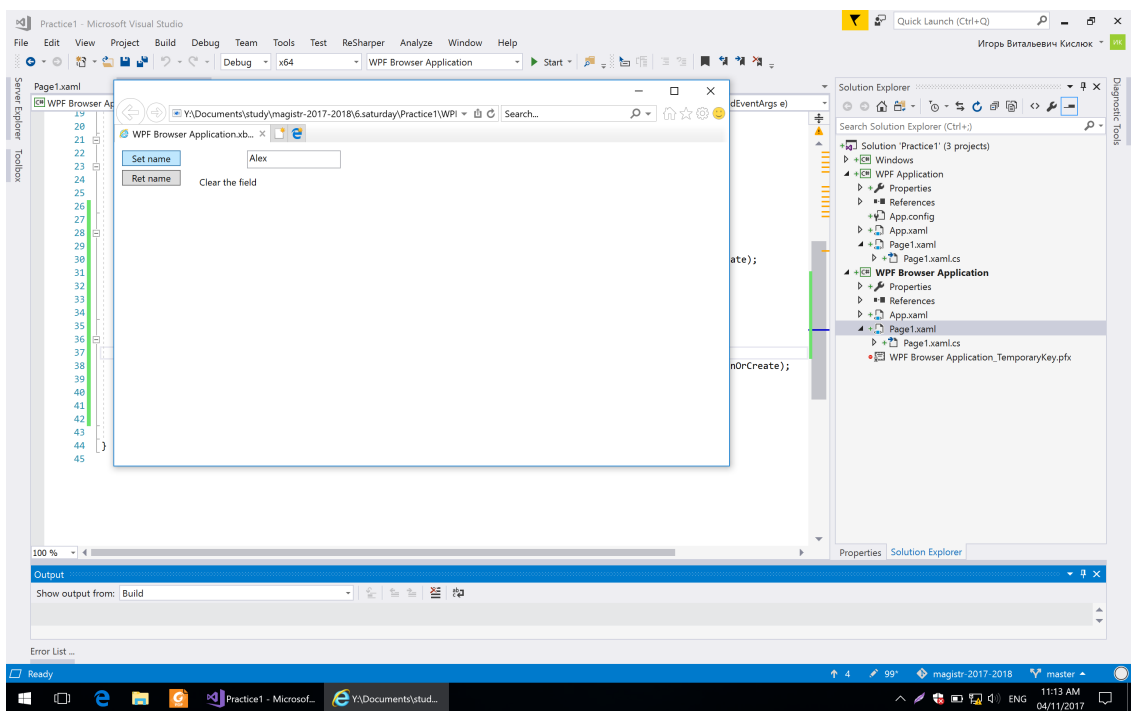 Practice1 - Microsoft Visual Studio
Quick Launch (Ctrl+Q)
File Edit View Project Build Debug Team Tools Test ReSharper Analyze Window Help
Игорь Витальевич Кислюк ИК
Debug x64 WPF Browser Application Start
Server Explorer
Toolbox
Page1.xaml
WPF Browser Ap
dEventArgs e)
Y:\Documents\study\magistr-2017-2018\6.saturday\Practice1\WPI
Search...
WPF Browser Application.xb...
Set name
Alex
Ret name
Clear the field
19
20
21
22
23
24
25
26
27
28
29
30 ate);
31
32
33
34
35
36
37
38 nOrCreate);
39
40
41
42
43
44 }
45
100 %
Solution Explorer
Search Solution Explorer (Ctrl+;)
Solution 'Practice1' (3 projects)
Windows
WPF Application
Properties
References
App.config
App.xaml
Page1.xaml
Page1.xaml.cs
WPF Browser Application
Properties
References
App.xaml
Page1.xaml
Page1.xaml.cs
WPF Browser Application_TemporaryKey.pfx
Properties Solution Explorer
Diagnostic Tools
Output
Show output from: Build
Error List ...
Ready
4 99+ magistr-2017-2018 master
Practice1 - Microsof...
Y:\Documents\stud...
ENG
11:13 AM
04/11/2017